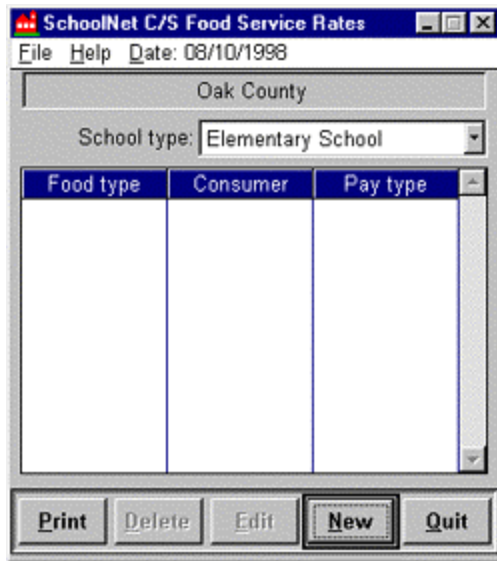 SchoolNet C/S Food Service Rates
File Help Date: 08/10/1998
Oak County
School type: Elementary School
Food type Consumer Pay type
Print Delete Edit New Quit